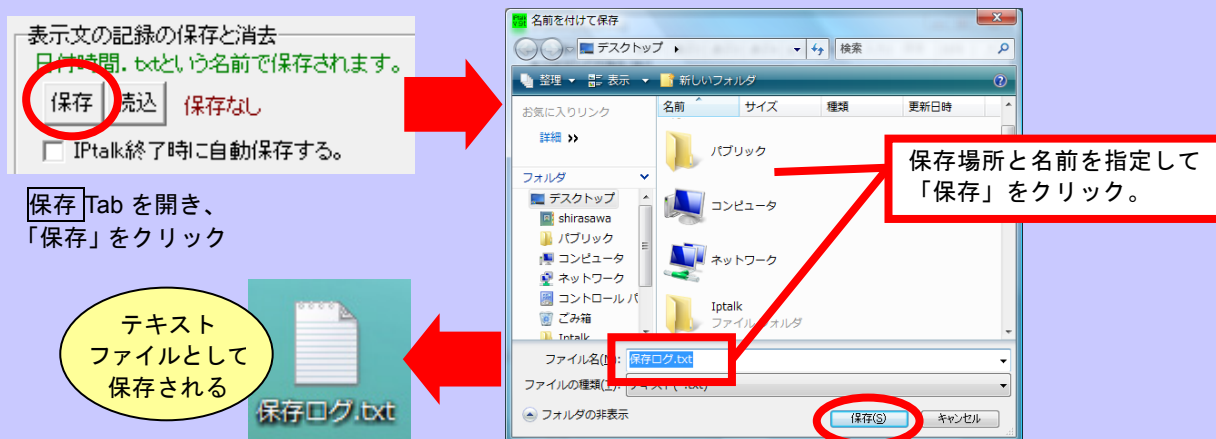 表示文の記録の保存と消去
日付時間. txtという名前で保存されます。
保存 読込 保存なし
IPtalk終了時に自動保存する。
保存 Tab を開き、
「保存」をクリック
名前を付けて保存
デスクトップ
検索
整理 表示 新しいフォルダ
お気に入りリンク
詳細 »
フォルダ
デスクトップ
shirasawa
パブリック
コンピュータ
ネットワーク
コントロール パ
ごみ箱
Iptalk
名前 サイズ 種類 更新日時
パブリック
コンピュータ
ネットワーク
Iptalk
ファイル フォルダ
保存場所と名前を指定して
「保存」をクリック。
ファイル名(N): 保存ログ.txt
ファイルの種類(T): テキスト(*.txt)
フォルダの非表示
保存(S) キャンセル
テキスト
ファイルとして
保存される
保存ログ.txt